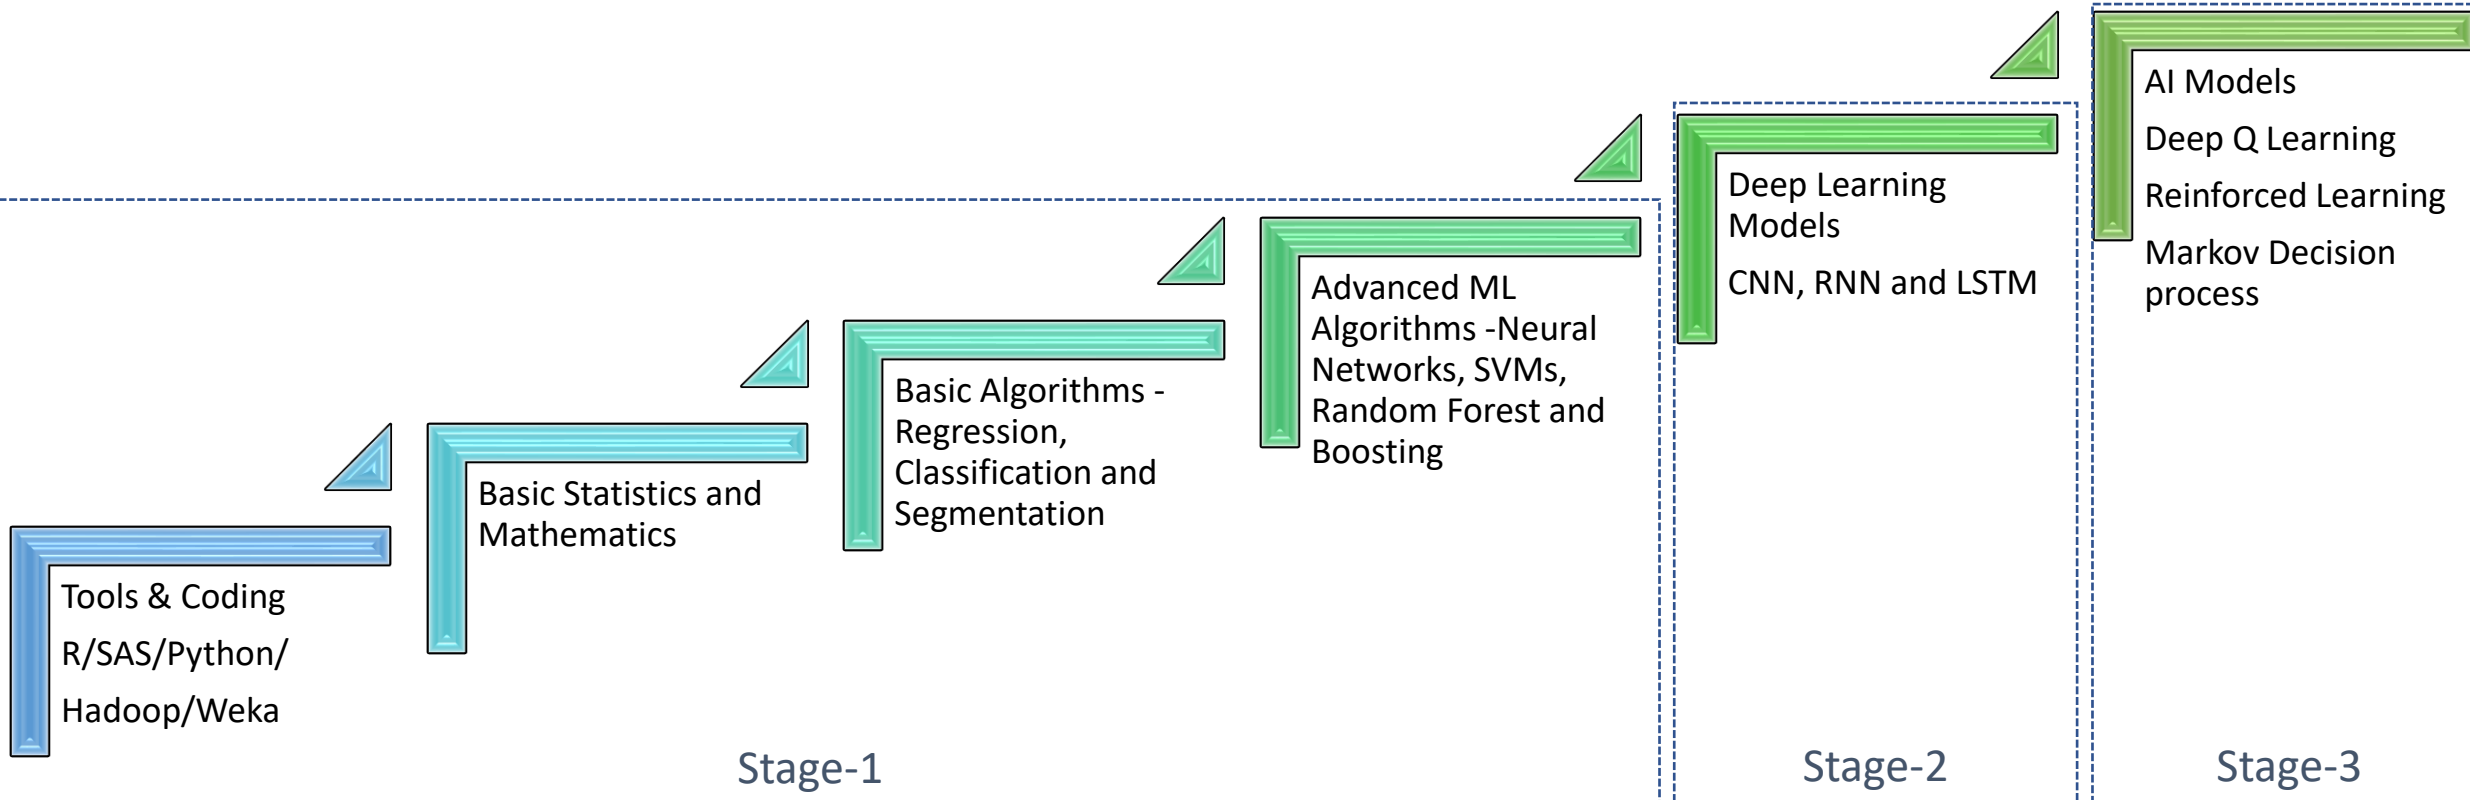 Tools & Coding
R/SAS/Python/
Hadoop/Weka
Basic Statistics and
Mathematics
Basic Algorithms -
Regression,
Classification and
Segmentation
Advanced ML
Algorithms -Neural
Networks, SVMs,
Random Forest and
Boosting
Deep Learning
Models
CNN, RNN and LSTM
AI Models
Deep Q Learning
Reinforced Learning
Markov Decision
process
Stage-1
Stage-2
Stage-3